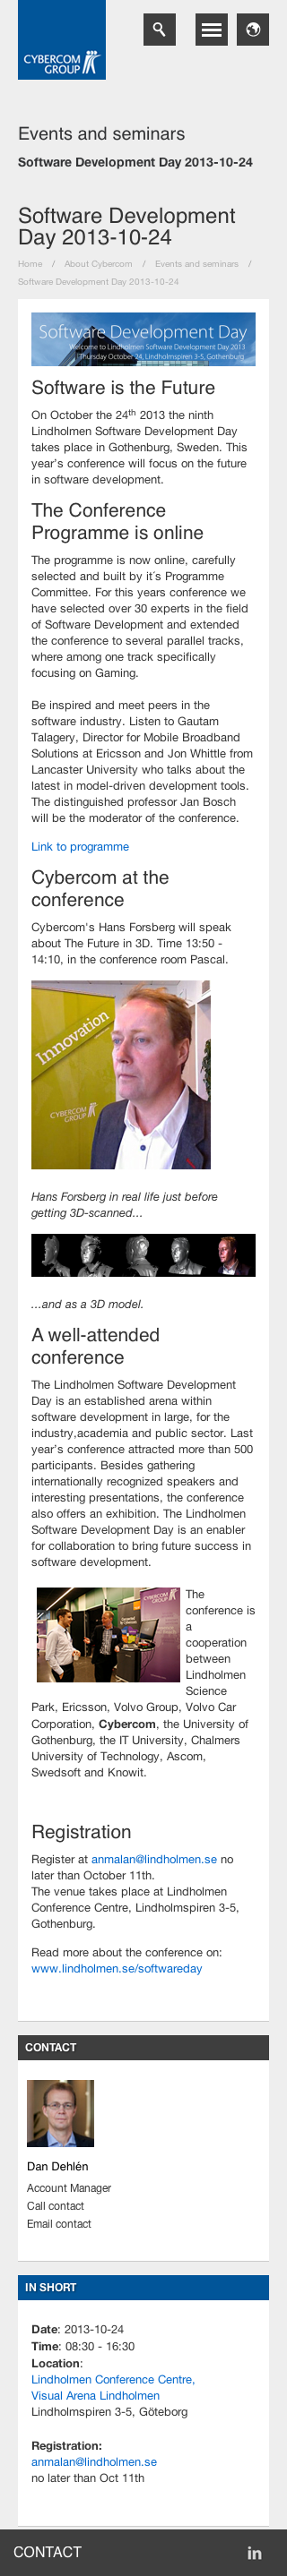 CYBERCOM
GROUP
Events and seminars
Software Development Day 2013-10-24
Software Development
Day 2013-10-24
Home / About Cybercom / Events and seminars /
Software Development Day 2013-10-24
Software Development Day
Welcome to Lindholmen Software Development Day 2013
Thursday October 24, Lindholmspiren 3-5, Gothenburg
Software is the Future
On October the 24th 2013 the ninth
Lindholmen Software Development Day
takes place in Gothenburg, Sweden. This
year's conference will focus on the future
in software development.
The Conference
Programme is online
The programme is now online, carefully
selected and built by it´s Programme
Committee. For this years conference we
have selected over 30 experts in the field
of Software Development and extended
the conference to several parallel tracks,
where among one track specifically
focusing on Gaming.
Be inspired and meet peers in the
software industry. Listen to Gautam
Talagery, Director for Mobile Broadband
Solutions at Ericsson and Jon Whittle from
Lancaster University who talks about the
latest in model-driven development tools.
The distinguished professor Jan Bosch
will be the moderator of the conference.
Link to programme
Cybercom at the
conference
Cybercom's Hans Forsberg will speak
about The Future in 3D. Time 13:50 -
14:10, in the conference room Pascal.
Innovation
CYBERCOM
GROUP
Hans Forsberg in real life just before
getting 3D-scanned...
...and as a 3D model.
A well-attended
conference
The Lindholmen Software Development
Day is an established arena within
software development in large, for the
industry,academia and public sector. Last
year's conference attracted more than 500
participants. Besides gathering
internationally recognized speakers and
interesting presentations, the conference
also offers an exhibition. The Lindholmen
Software Development Day is an enabler
for collaboration to bring future success in
software development.
CYBERCOM
GROUP
The
conference is
a
cooperation
between
Lindholmen
Science
Park, Ericsson, Volvo Group, Volvo Car
Corporation, Cybercom, the University of
Gothenburg, the IT University, Chalmers
University of Technology, Ascom,
Swedsoft and Knowit.
Registration
Register at anmalan@lindholmen.se no
later than October 11th.
The venue takes place at Lindholmen
Conference Centre, Lindholmspiren 3-5,
Gothenburg.
Read more about the conference on:
www.lindholmen.se/softwareday
CONTACT
Dan Dehlén
Account Manager
Call contact
Email contact
IN SHORT
Date: 2013-10-24
Time: 08:30 - 16:30
Location:
Lindholmen Conference Centre,
Visual Arena Lindholmen
Lindholmspiren 3-5, Göteborg
Registration:
anmalan@lindholmen.se
no later than Oct 11th
CONTACT
in